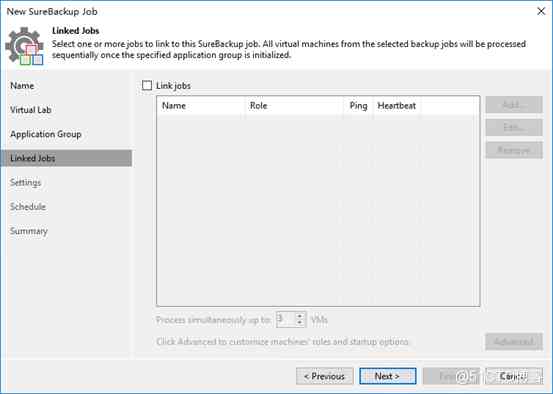 New SureBackup Job
Linked Jobs
Select one or more jobs to link to this SureBackup job. All virtual machines from the selected backup jobs will be processed
sequentially once the specified application group is initialized.
Name
Virtual Lab
Application Group
Linked Jobs
Settings
Schedule
Summary
Link jobs
Name Role Ping Heartbeat
Add...
Edit...
Remove
Process simultaneously up to: 3 VMs
Click Advanced to customize machines' roles and startup options.
Advanced
< Previous Next >